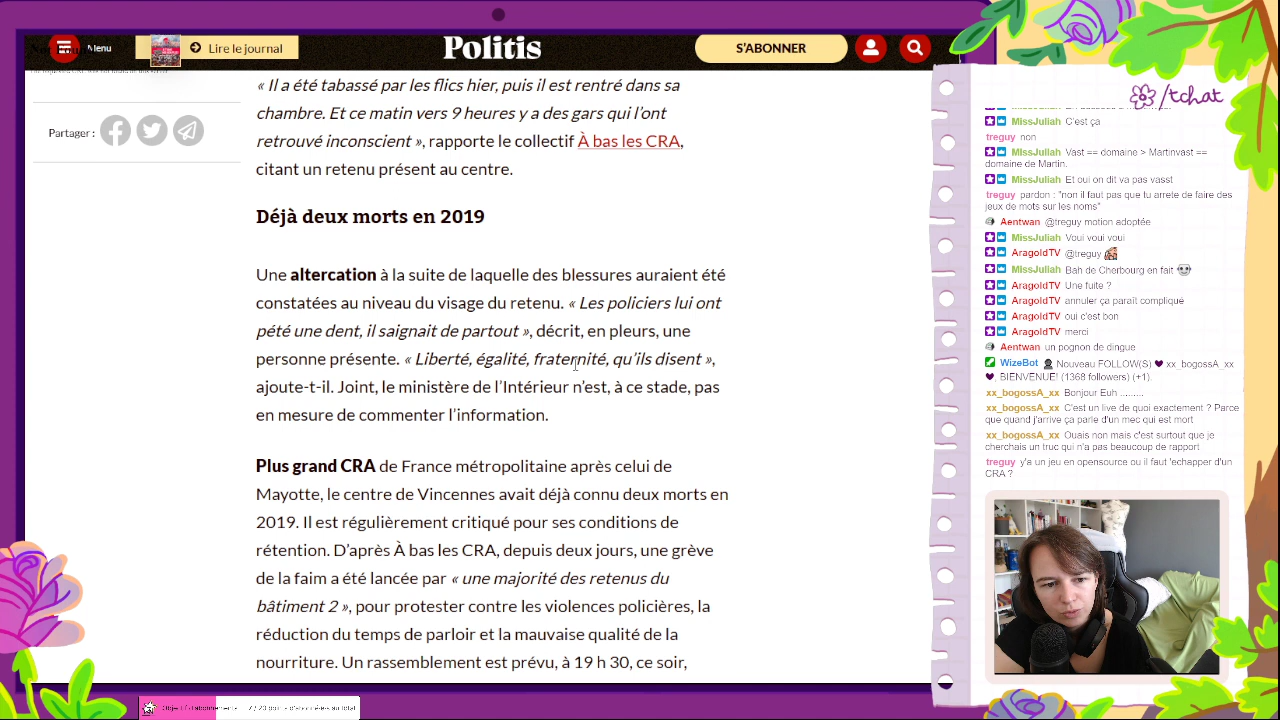 Menu
Lire le journal
Politis
S'ABONNER
Partager :
« Il a été tabassé par les flics hier, puis il est rentré dans sa
chambre. Et ce matin vers 9 heures y a des gars qui l'ont
retrouvé inconscient », rapporte le collectif À bas les CRA,
citant un retenu présent au centre.
Déjà deux morts en 2019
Une altercation à la suite de laquelle des blessures auraient été
constatées au niveau du visage du retenu. « Les policiers lui ont
pété une dent, il saignait de partout », décrit, en pleurs, une
personne présente. « Liberté, égalité, fraternité, qu'ils disent »,
ajoute-t-il. Joint, le ministère de l'Intérieur n'est, à ce stade, pas
en mesure de commenter l'information.
Plus grand CRA de France métropolitaine après celui de
Mayotte, le centre de Vincennes avait déjà connu deux morts en
2019. Il est régulièrement critiqué pour ses conditions de
rétention. D'après À bas les CRA, depuis deux jours, une grève
de la faim a été lancée par « une majorité des retenus du
bâtiment 2 », pour protester contre les violences policières, la
réduction du temps de parloir et la mauvaise qualité de la
nourriture. Un rassemblement est prévu, à 19 h 30, ce soir,
/tchat
MissJuliah C'est ça
treguy non
MissJuliah Vast == domaine > Martinvast ==
domaine de Martin.
MissJuliah Et oui on dit va pas vasst
treguy pardon : "non il faut pas que tu arrete de faire des
jeux de mots sur les noms"
Aentwan @treguy motion adoptée
MissJuliah Voui voui voui
AragoldTV @treguy
MissJuliah Bah de Cherbourg en fait
AragoldTV Une fuite ?
AragoldTV annuler ça paraît compliqué
AragoldTV oui c'est bon
AragoldTV merci
Aentwan un pognon de dingue
WizeBot Nouveau FOLLOW(S) xx_bogossA_xx
, BIENVENUE! (1368 followers) (+1).
xx_bogossA_xx Bonjour Euh .........
xx_bogossA_xx C'est un live de quoi exactement ? Parce
que quand j'arrive ça parle d'un mec qui est mort
xx_bogossA_xx Ouais non mais c'est surtout que je
cherchais un truc qui n'a pas beaucoup de rapport
treguy y'a un jeu en opensource ou il faut 'echapper d'un
CRA ?